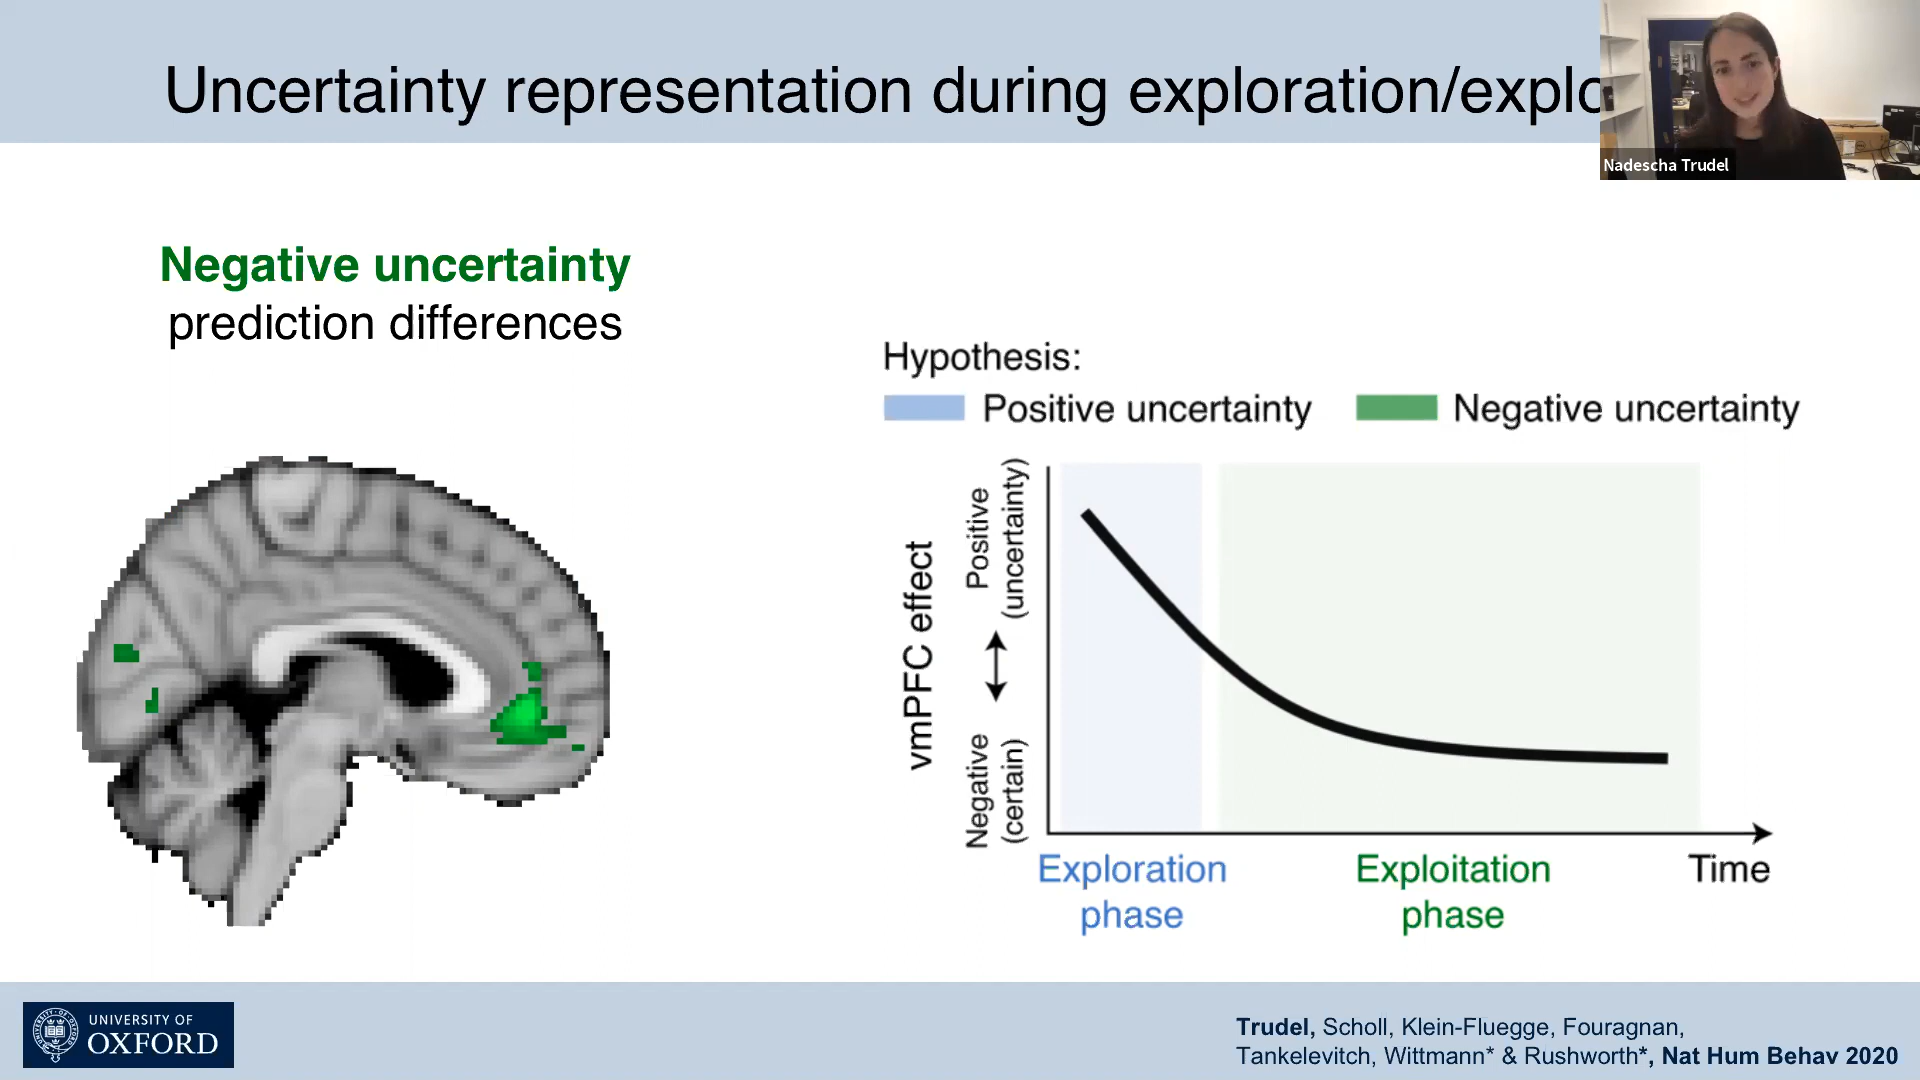 Uncertainty representation during exploration/explo
Nadescha Trudel
Negative uncertainty
prediction differences
Hypothesis:
Positive uncertainty
Negative uncertainty
vmPFC effect
Positive
(uncertainty)
Negative
(certain)
Exploration
phase
Exploitation
phase
Time
UNIVERSITY OF
OXFORD
Trudel, Scholl, Klein-Fluegge, Fouragnan,
Tankelevitch, Wittmann* & Rushworth*, Nat Hum Behav 2020